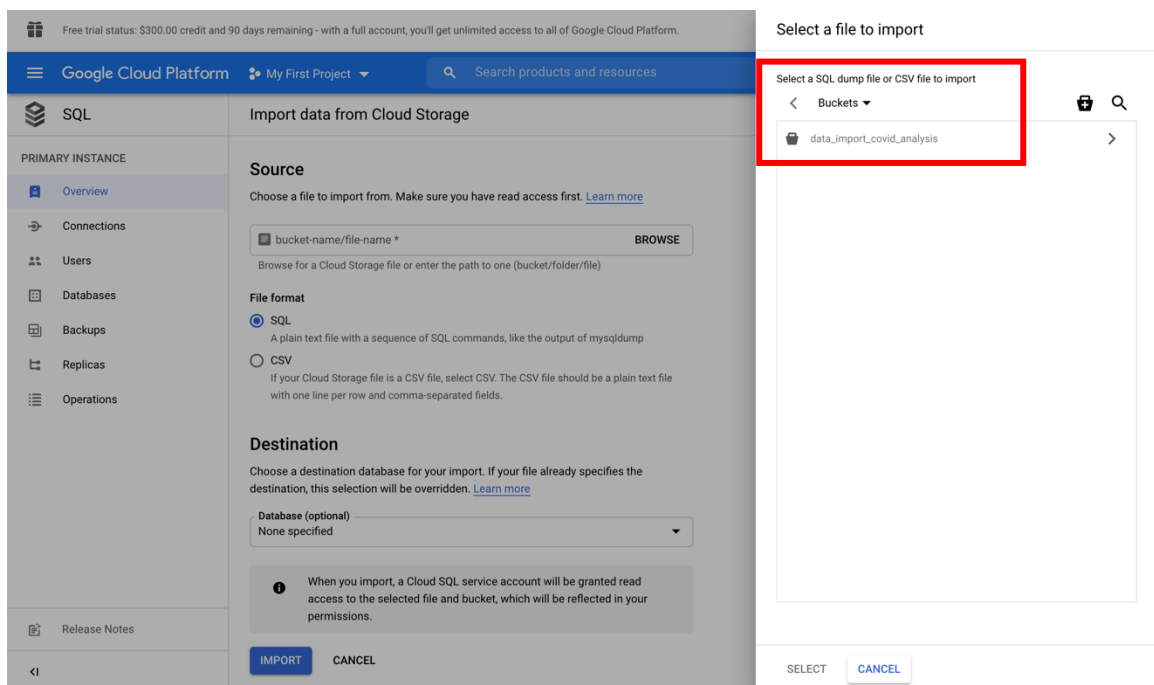 Free trial status: $300.00 credit and 90 days remaining - with a full account, you'll get unlimited access to all of Google Cloud Platform.
Google Cloud Platform
My First Project
Search products and resources
SQL
Import data from Cloud Storage
PRIMARY INSTANCE
Overview
Connections
Users
Databases
Backups
Replicas
Operations
Release Notes
Source
Choose a file to import from. Make sure you have read access first. Learn more
bucket-name/file-name *
BROWSE
Browse for a Cloud Storage file or enter the path to one (bucket/folder/file)
File format
SQL
A plain text file with a sequence of SQL commands, like the output of mysqldump
CSV
If your Cloud Storage file is a CSV file, select CSV. The CSV file should be a plain text file
with one line per row and comma-separated fields.
Destination
Choose a destination database for your import. If your file already specifies the
destination, this selection will be overridden. Learn more
Database (optional)
None specified
When you import, a Cloud SQL service account will be granted read
access to the selected file and bucket, which will be reflected in your
permissions.
IMPORT
CANCEL
Select a file to import
Select a SQL dump file or CSV file to import
Buckets
data_import_covid_analysis
SELECT
CANCEL